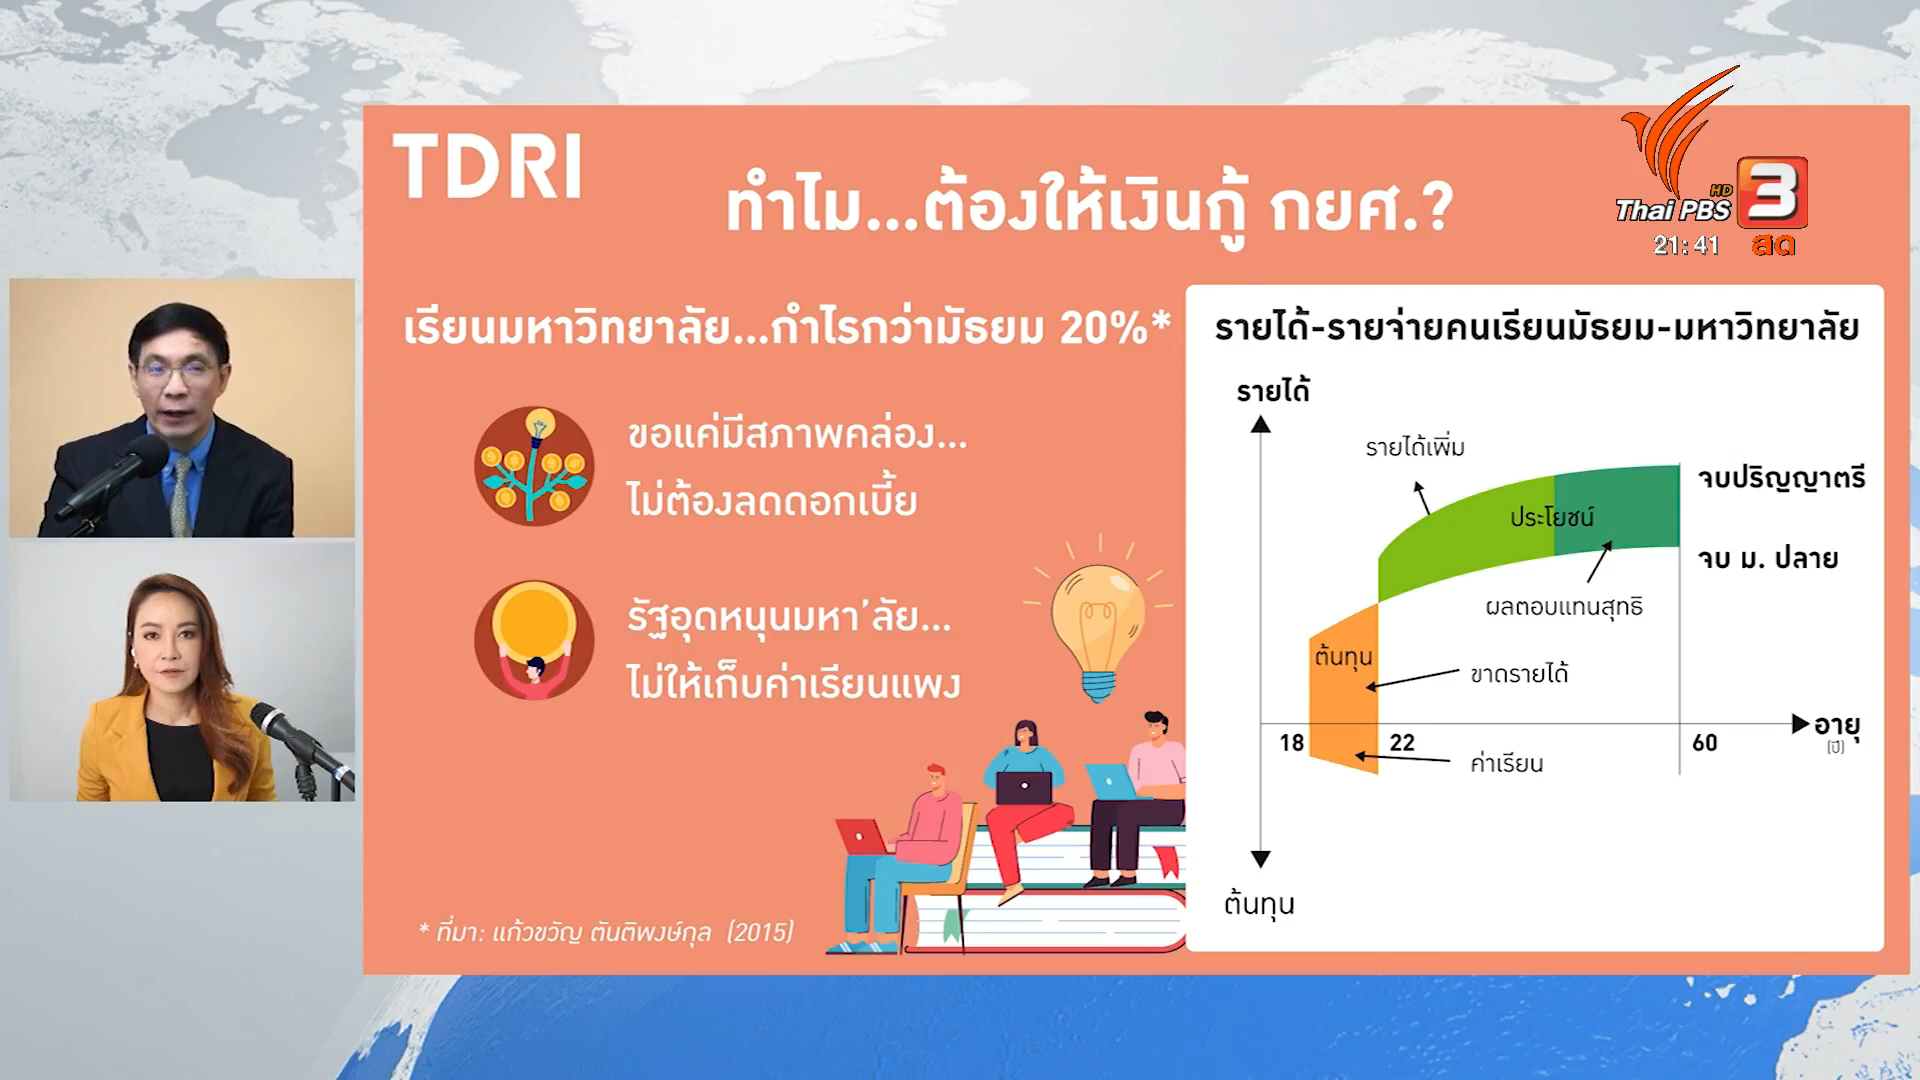 TDRI
ทำไม...ต้องให้เงินกู้ กยศ.?
HD
Thai PBS 3
21:41 สด
เรียนมหาวิทยาลัย...กำไรกว่ามัธยม 20%*
ขอแค่มีสภาพคล่อง...
ไม่ต้องลดดอกเบี้ย
รัฐอุดหนุนมหา'ลัย...
ไม่ให้เก็บค่าเรียนแพง
* ที่มา: แก้วขวัญ ตันติพงษ์กุล (2015)
รายได้-รายจ่ายคนเรียนมัธยม-มหาวิทยาลัย
รายได้
รายได้เพิ่ม
จบปริญญาตรี
ประโยชน์
จบ ม. ปลาย
ผลตอบแทนสุทธิ
ต้นทุน
ขาดรายได้
18
22
60
อายุ
(ปี)
ค่าเรียน
ต้นทุน